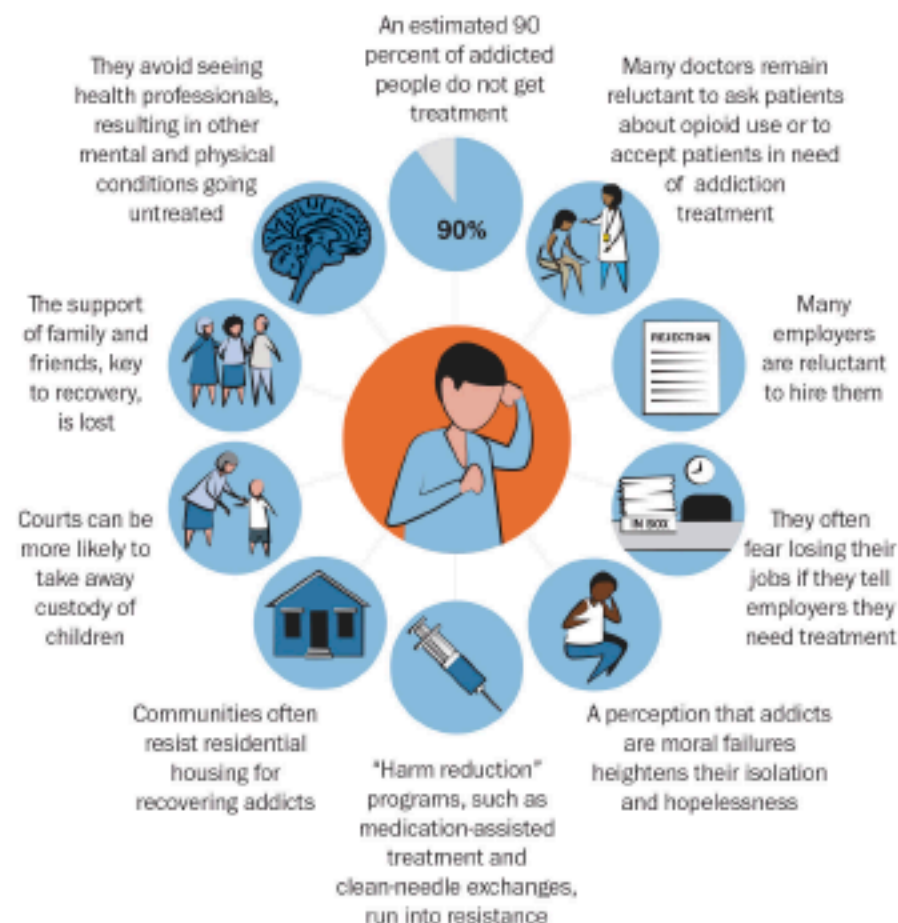 An estimated 90
percent of addicted
people do not get
treatment
90%
Many doctors remain
reluctant to ask patients
about opioid use or to
accept patients in need
of addiction
treatment
REJECTION
Many
employers
are reluctant
to hire them
IN BOX
They often
fear losing their
jobs if they tell
employers they
need treatment
A perception that addicts
are moral failures
heightens their isolation
and hopelessness
"Harm reduction"
programs, such as
medication-assisted
treatment and
clean-needle exchanges,
run into resistance
Communities often
resist residential
housing for
recovering addicts
Courts can be
more likely to
take away
custody of
children
The support
of family and
friends, key
to recovery,
is lost
They avoid seeing
health professionals,
resulting in other
mental and physical
conditions going
untreated